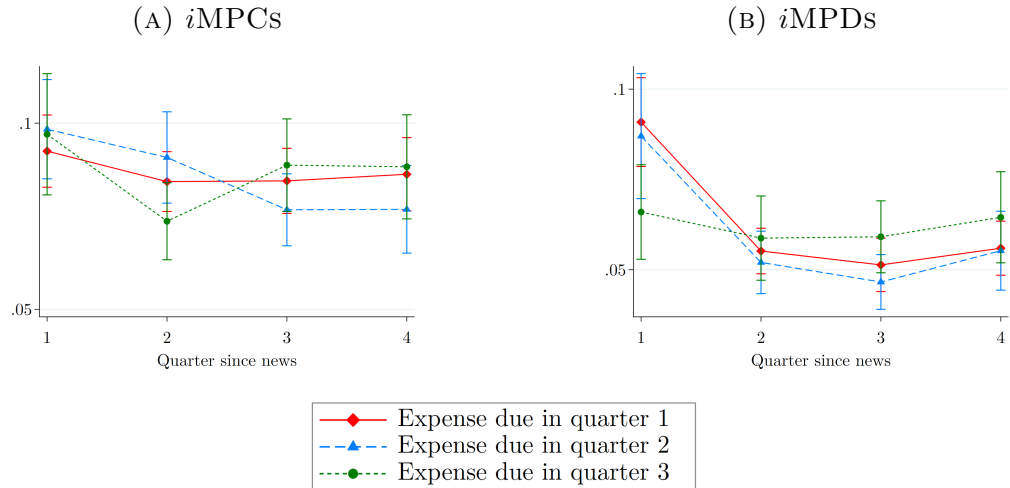 (A) iMPCs
(B) iMPDs
.1
.05
1 2 3 4
Quarter since news
.1
.05
1 2 3 4
Quarter since news
Expense due in quarter 1
Expense due in quarter 2
Expense due in quarter 3